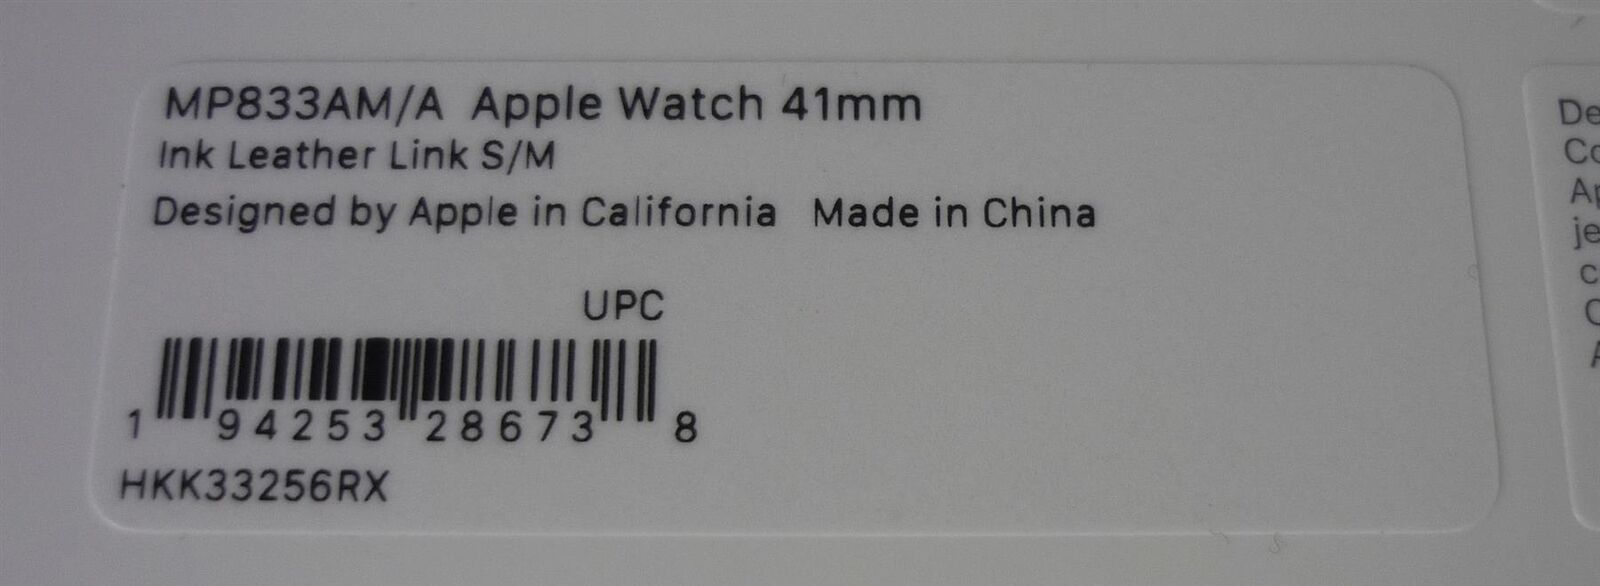 MP833AM/A Apple Watch 41mm
Ink Leather Link S/M
Designed by Apple in California Made in China
UPC
1 94253 28673 8
HKK33256RX